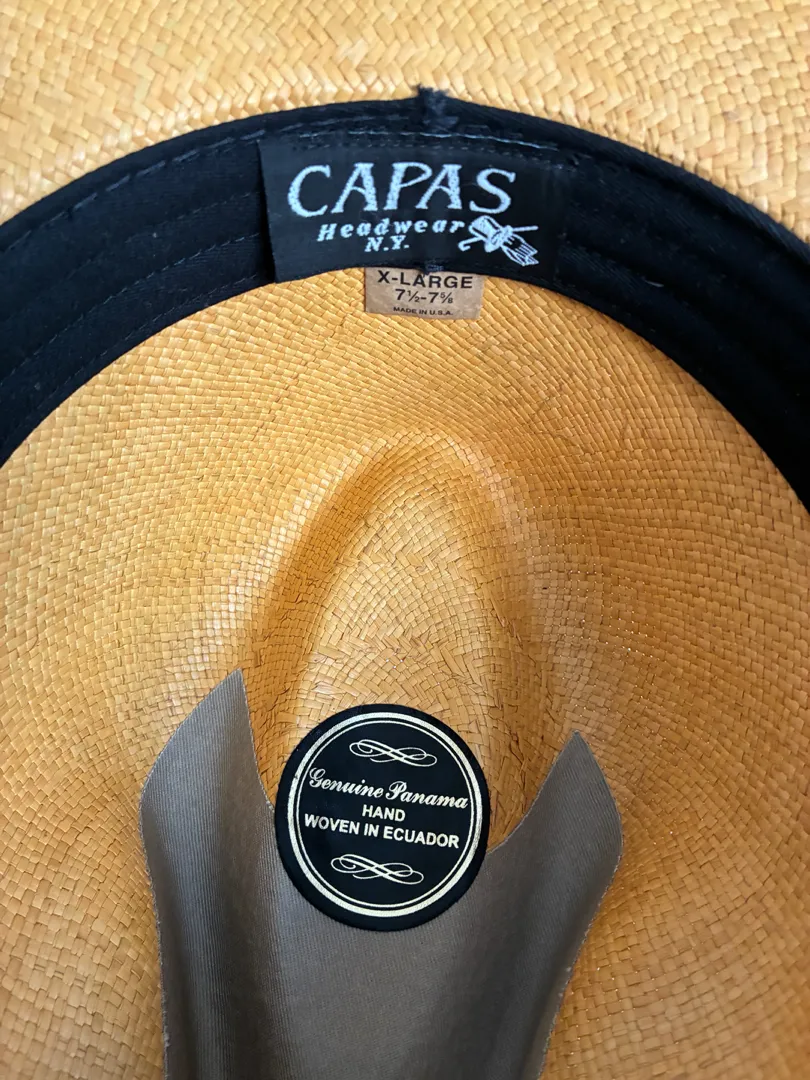 CAPAS
Headwear
N.Y.
X-LARGE
7½-7⅝
MADE IN U.S.A.
Genuine Panama
HAND
WOVEN IN ECUADOR